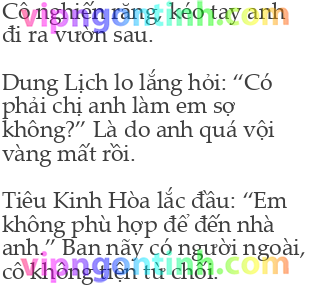 Cô nghiến răng, kéo tay anh
đi ra vườn sau.
Dung Lịch lo lắng hỏi: “Có
phải chị anh làm em sợ
không?” Là do anh quá vội
vàng mất rồi.
Tiêu Kinh Hòa lắc đầu: “Em
không phù hợp để đến nhà
anh.” Ban nãy có người ngoài,
cô không tiện từ chối.
vipngontinh.com
vipngontinh.com